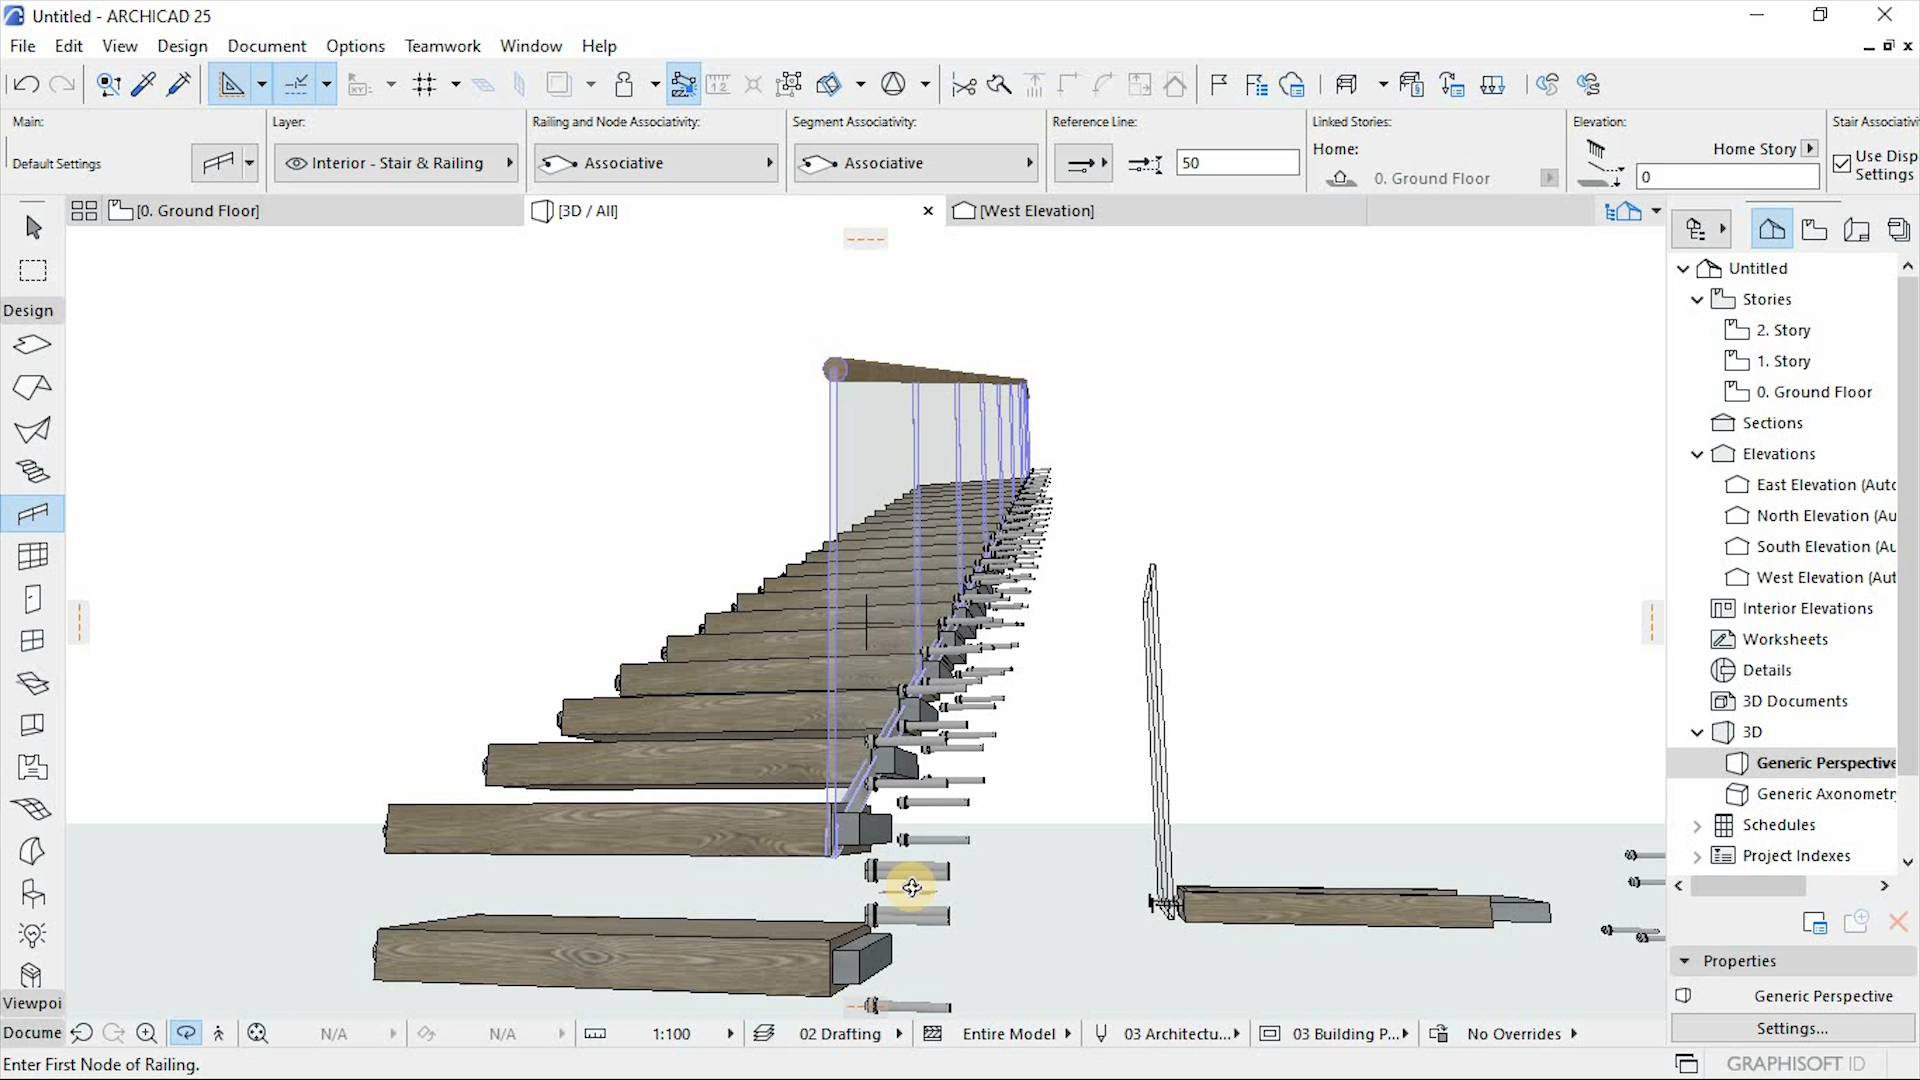 Untitled - ARCHICAD 25
File Edit View Design Document Options Teamwork Window Help
Main: Layer: Railing and Node Associativity: Segment Associativity: Reference Line: Linked Stories: Elevation: Stair Associativi
Default Settings Interior - Stair & Railing Associative Associative 50 Home: 0. Ground Floor Home Story 0 Use Disp Settings
[0. Ground Floor] [3D / All] [West Elevation]
Design
Untitled
Stories
2. Story
1. Story
0. Ground Floor
Sections
Elevations
East Elevation (Auto
North Elevation (Au
South Elevation (Au
West Elevation (Aut
Interior Elevations
Worksheets
Details
3D Documents
3D
Generic Perspective
Generic Axonometr
Schedules
Project Indexes
Properties
Generic Perspective
Settings...
Viewpoi
Docume N/A N/A 1:100 02 Drafting Entire Model 03 Architectu... 03 Building P... No Overrides
Enter First Node of Railing.
GRAPHISOFT ID